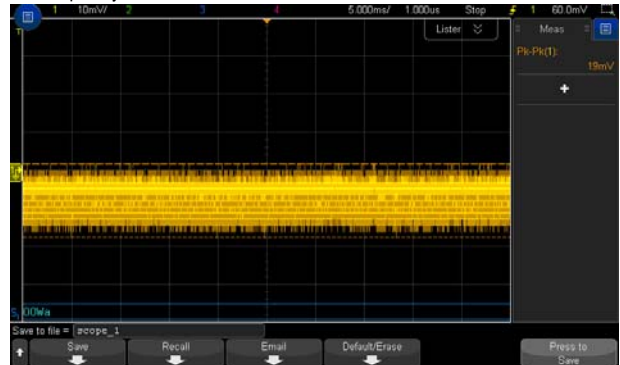 1 10mV/ 2 3 4 5.000ms/ 1.000us Stop 1 60.0mV
T
Lister
Meas
Pk-Pk(1):
19mV
Save to file = scope_1
Save Recall Email Default/Erase Press to
Save